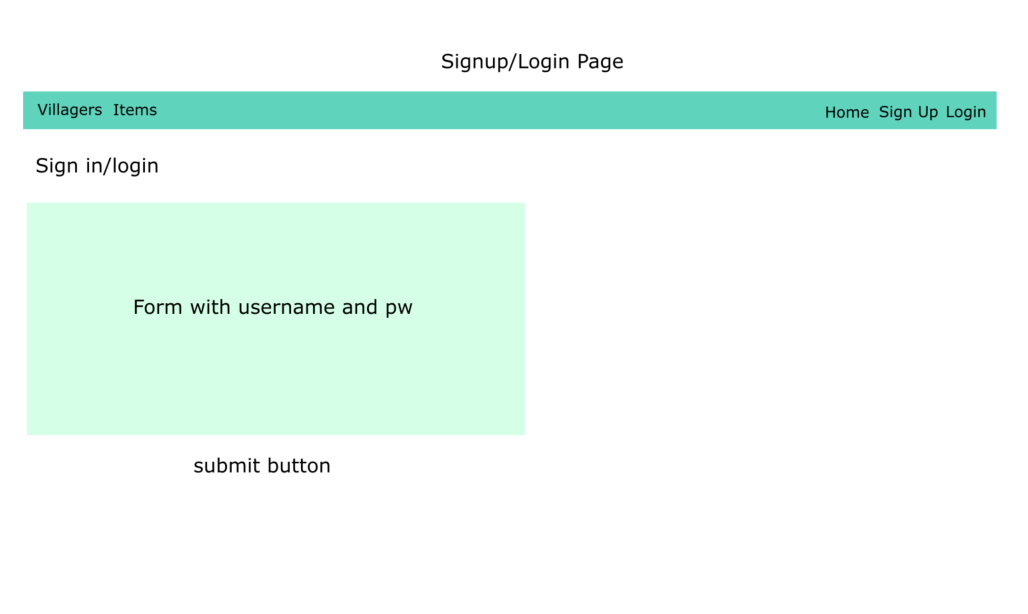 Signup/Login Page
Villagers Items Home Sign Up Login
Sign in/login
Form with username and pw
submit button